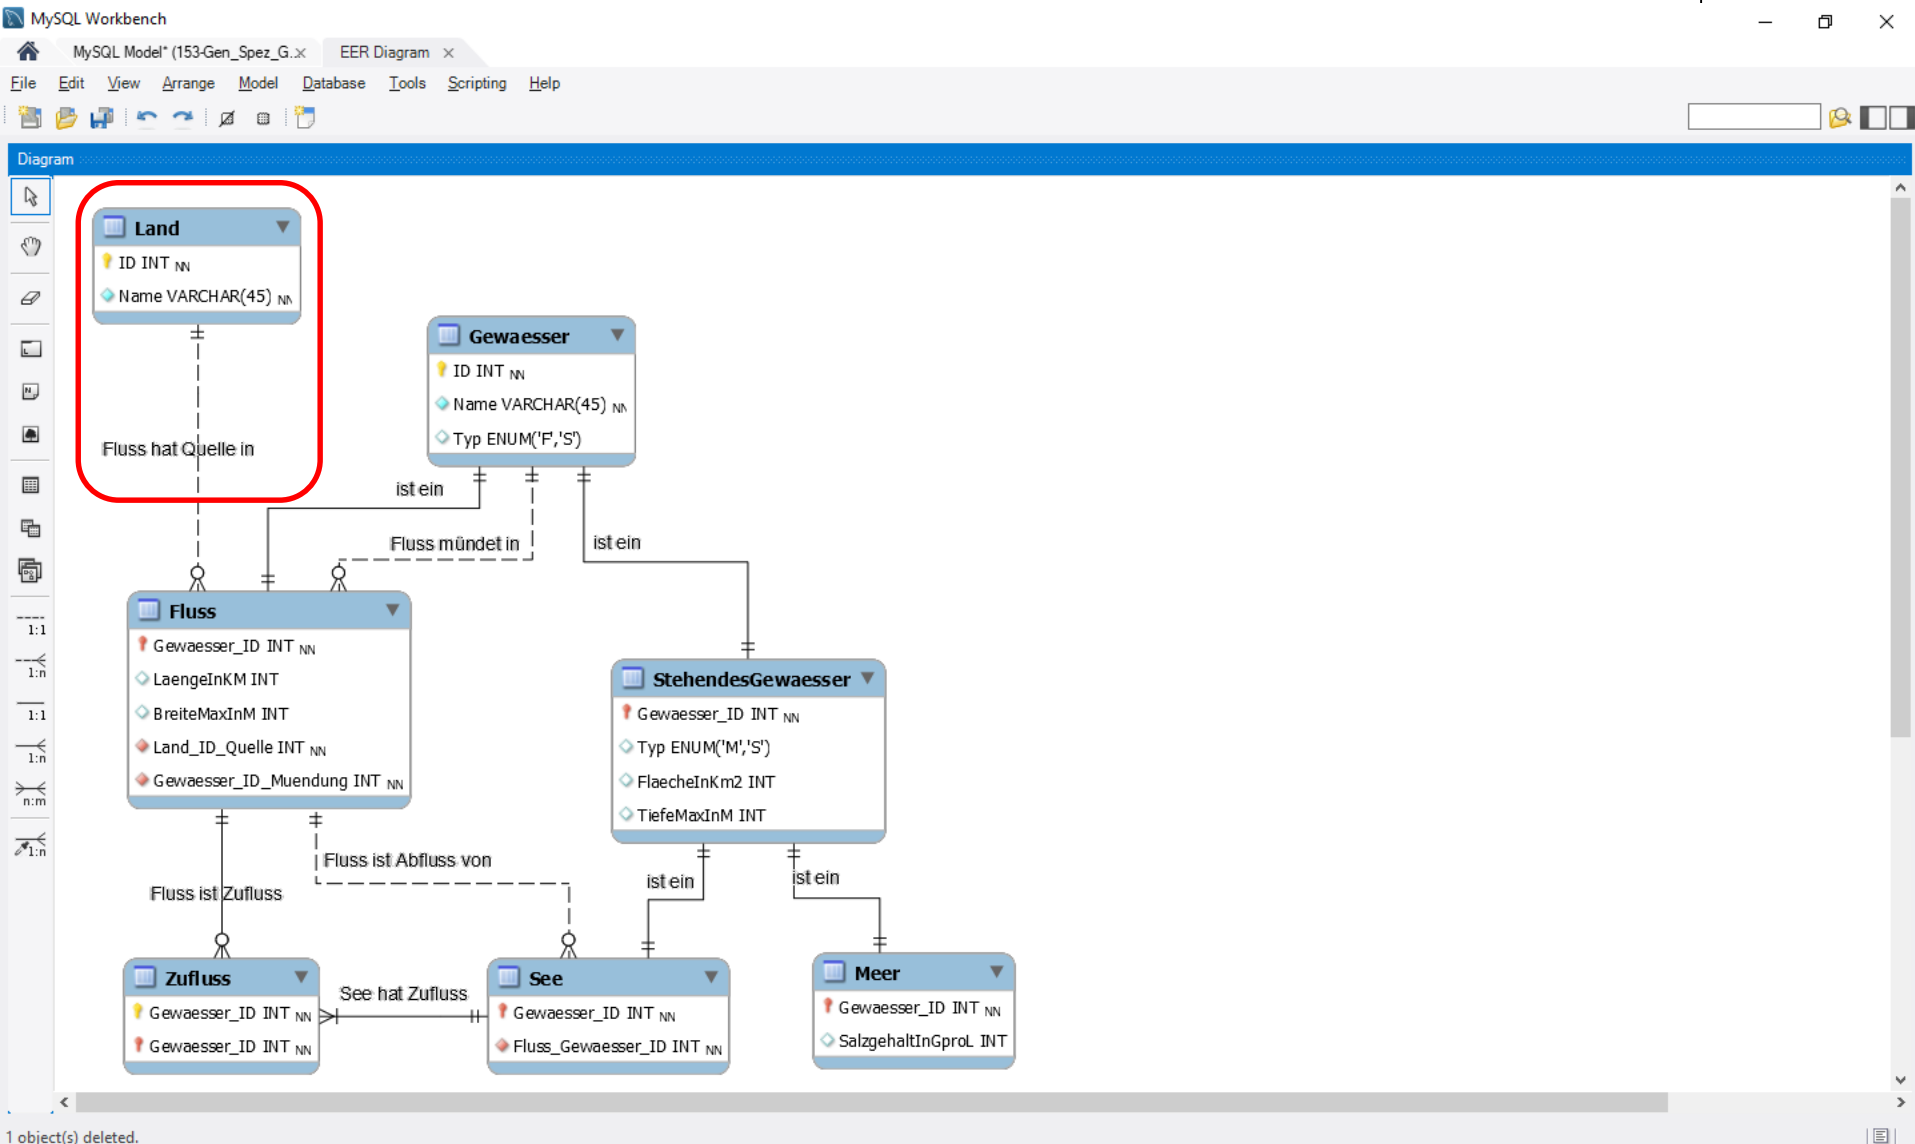 MySQL Workbench
MySQL Model* (153-Gen_Spez_G..×
EER Diagram ×
File Edit View Arrange Model Database Tools Scripting Help
Diagram
Land
ID INT NN
Name VARCHAR(45) NN
Fluss hat Quelle in
Gewaesser
ID INT NN
Name VARCHAR(45) NN
Typ ENUM('F','S')
ist ein
Fluss mündet in
ist ein
Fluss
Gewaesser_ID INT NN
LaengeInKM INT
BreiteMaxInM INT
Land_ID_Quelle INT NN
Gewaesser_ID_Muendung INT NN
StehendesGewaesser
Gewaesser_ID INT NN
Typ ENUM('M','S')
FlaecheInKm2 INT
TiefeMaxInM INT
Fluss ist Abfluss von
Fluss ist Zufluss
ist ein
ist ein
Zufluss
Gewaesser_ID INT NN
Gewaesser_ID INT NN
See hat Zufluss
See
Gewaesser_ID INT NN
Fluss_Gewaesser_ID INT NN
Meer
Gewaesser_ID INT NN
SalzgehaltInGproL INT
1:1
1:n
1:1
1:n
n:m
1:n
1 object(s) deleted.